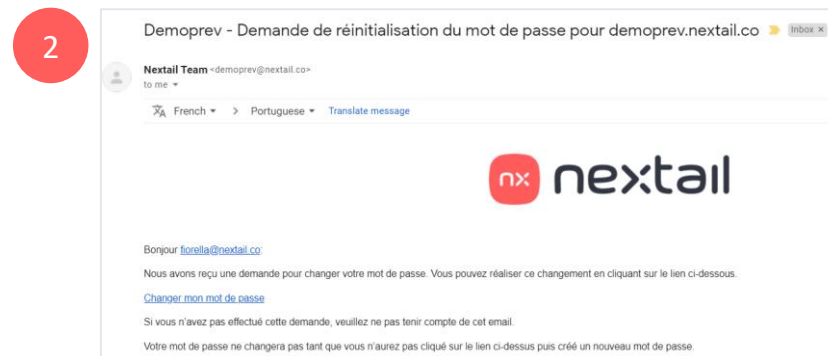 2
Demoprev - Demande de réinitialisation du mot de passe pour demoprev.nextail.co Inbox ×
Nextail Team <demoprev@nextail.co>
to me
French > Portuguese Translate message
nx nextail
Bonjour fiorella@nextail.co:
Nous avons reçu une demande pour changer votre mot de passe. Vous pouvez réaliser ce changement en cliquant sur le lien ci-dessous.
Changer mon mot de passe
Si vous n'avez pas effectué cette demande, veuillez ne pas tenir compte de cet email.
Votre mot de passe ne changera pas tant que vous n'aurez pas cliqué sur le lien ci-dessus puis créé un nouveau mot de passe.